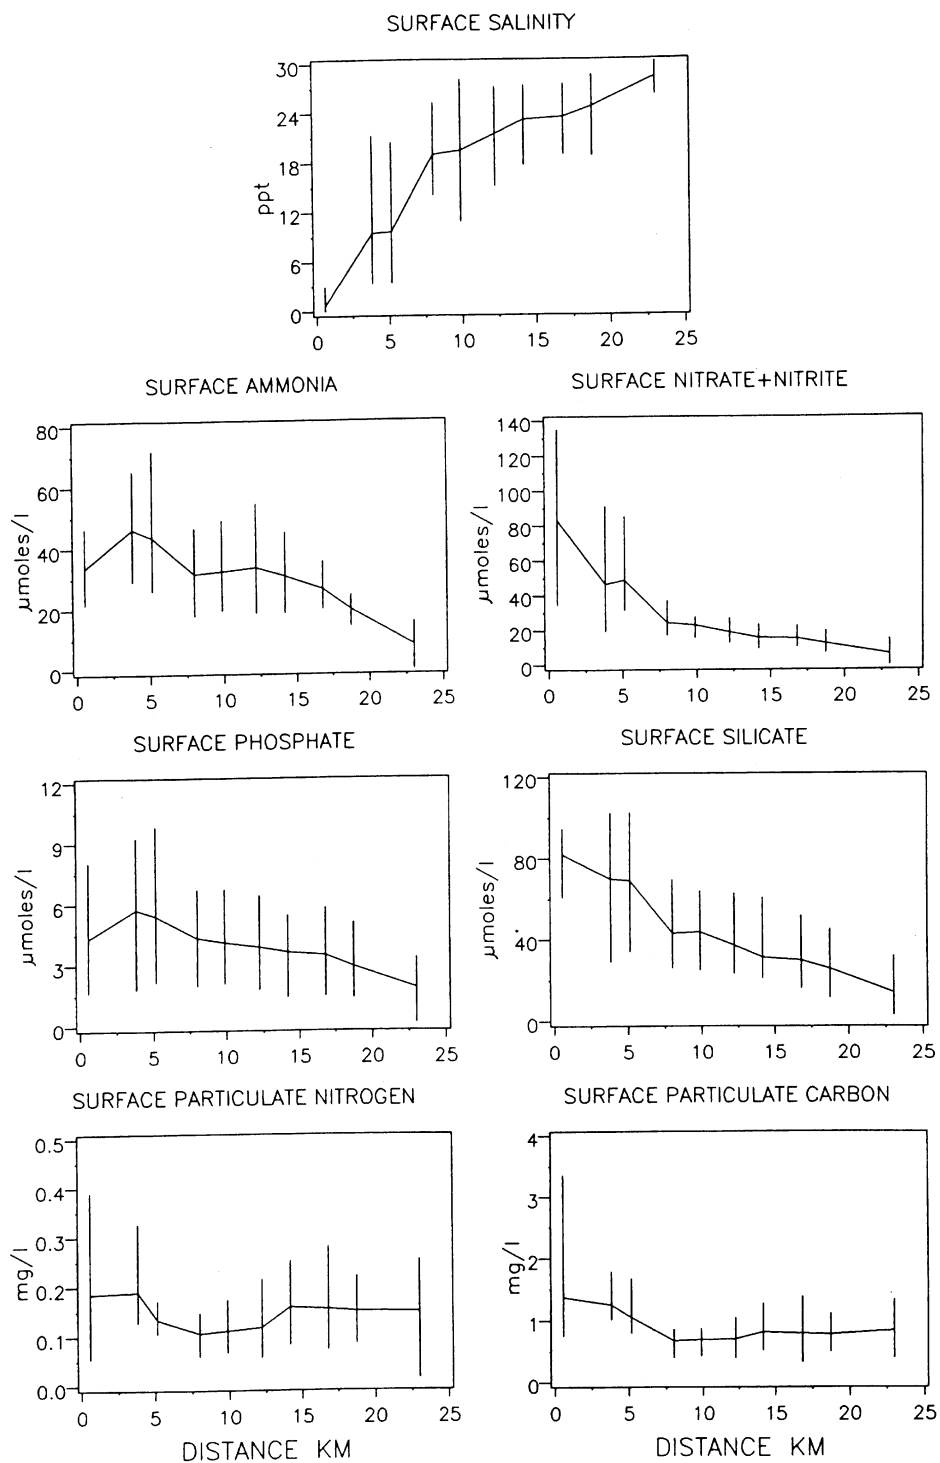 SURFACE SALINITY
30
24
18
12
6
0
ppt
0 5 10 15 20 25
SURFACE AMMONIA
80
60
40
20
0
μmoles/l
0 5 10 15 20 25
SURFACE NITRATE+NITRITE
140
120
100
80
60
40
20
0
μmoles/l
0 5 10 15 20 25
SURFACE PHOSPHATE
12
9
6
3
0
μmoles/l
0 5 10 15 20 25
SURFACE SILICATE
120
80
40
0
μmoles/l
0 5 10 15 20 25
SURFACE PARTICULATE NITROGEN
0.5
0.4
0.3
0.2
0.1
0.0
mg/l
0 5 10 15 20 25
DISTANCE KM
SURFACE PARTICULATE CARBON
4
3
2
1
0
mg/l
0 5 10 15 20 25
DISTANCE KM